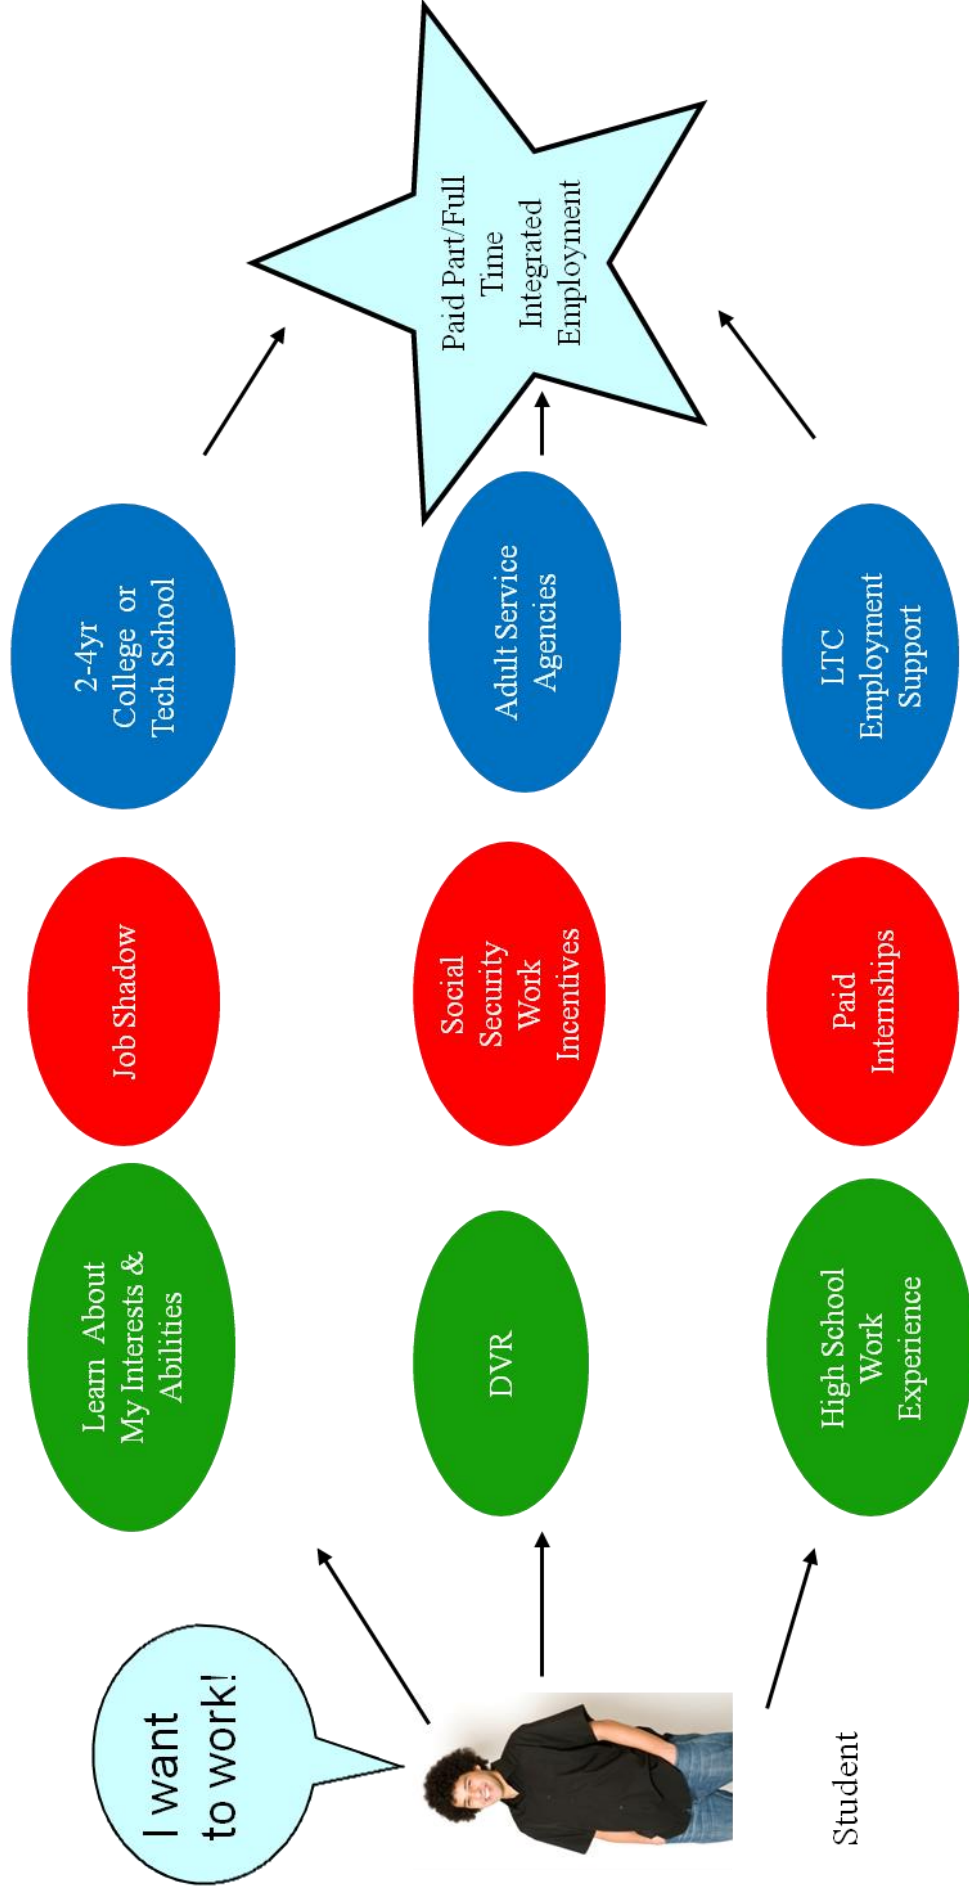 I want
to work!
Student
Learn About
My Interests &
Abilities
DVR
High School
Work
Experience
Job Shadow
Social
Security
Work
Incentives
Paid
Internships
2-4yr
College or
Tech School
Adult Service
Agencies
LTC
Employment
Support
Paid Part/Full
Time
Integrated
Employment